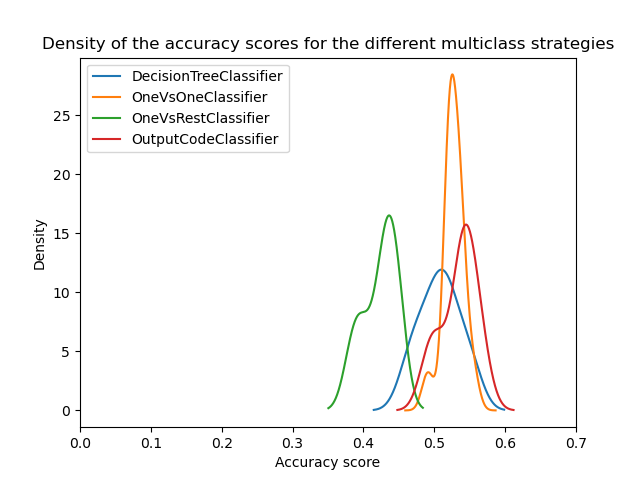 Density of the accuracy scores for the different multiclass strategies
DecisionTreeClassifier
OneVsOneClassifier
OneVsRestClassifier
OutputCodeClassifier
25
20
15
10
5
0
Density
0.0 0.1 0.2 0.3 0.4 0.5 0.6 0.7
Accuracy score